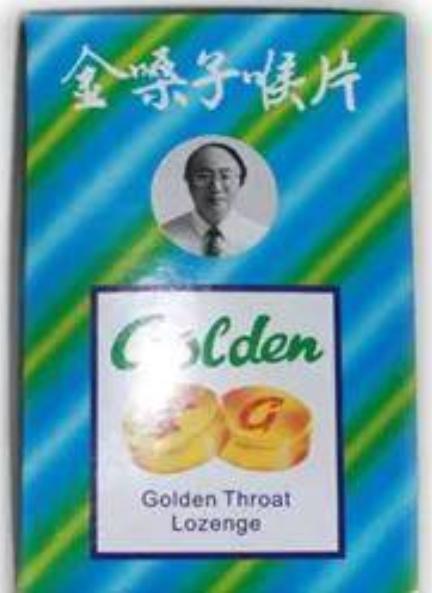 金嗓子喉片
Golden
G
Golden Throat
Lozenge